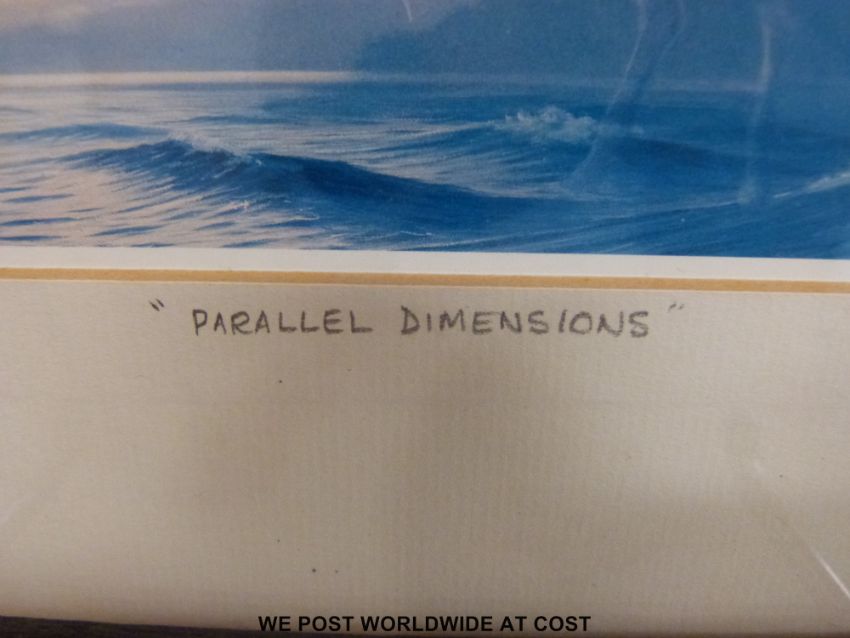 " PARALLEL DIMENSIONS "
WE POST WORLDWIDE AT COST